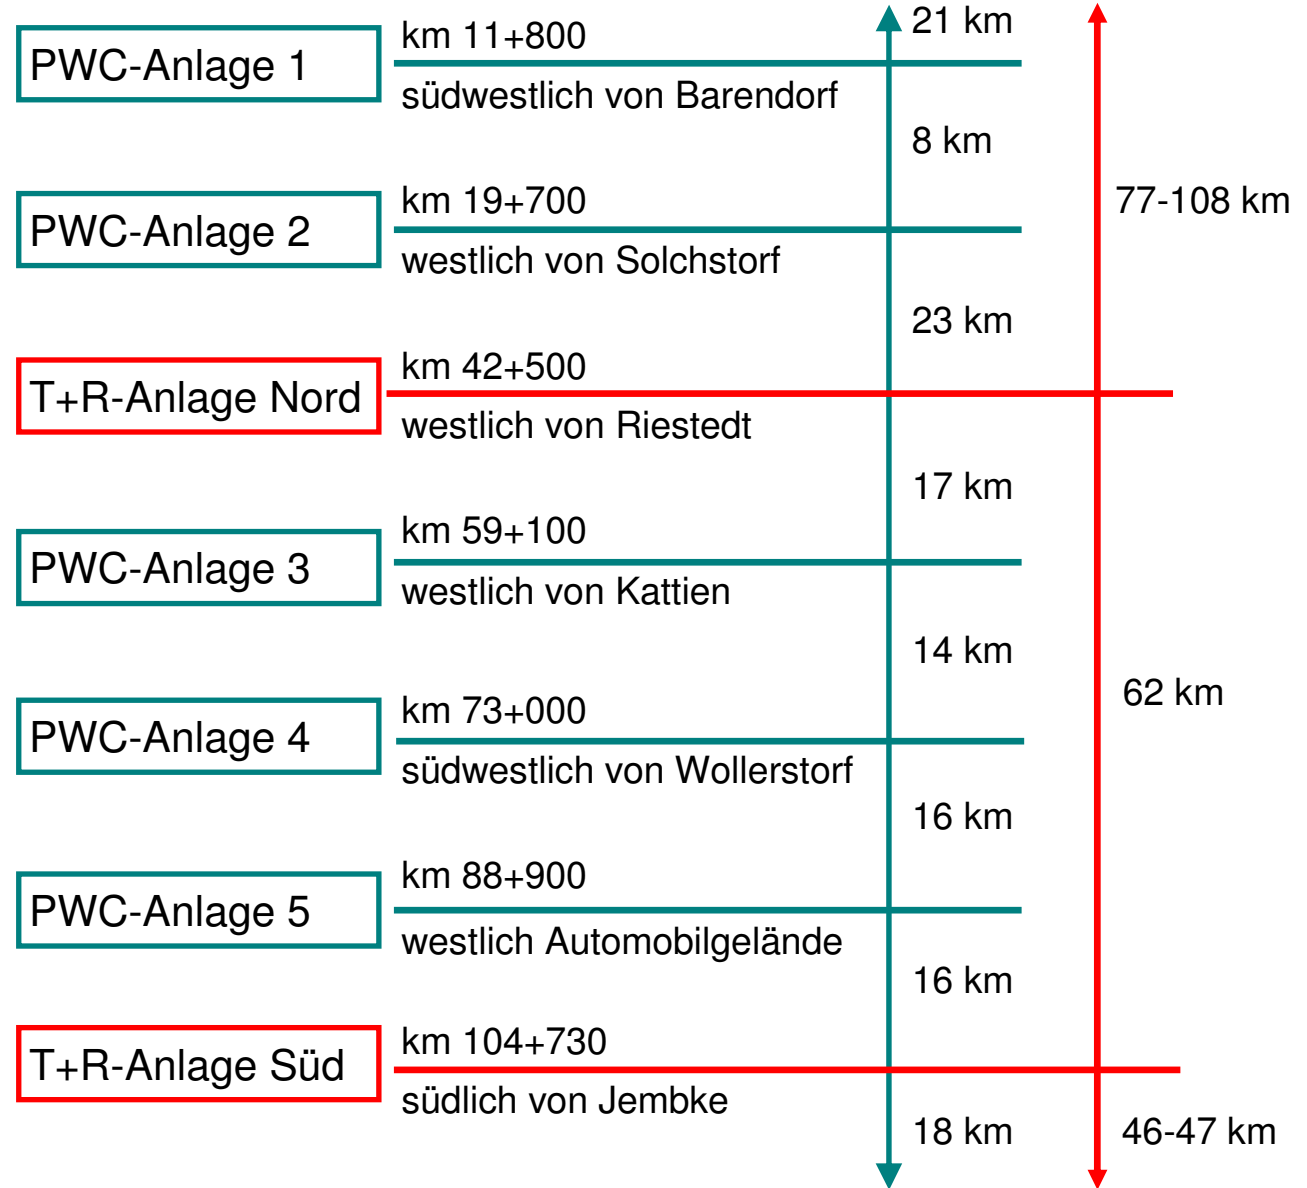 21 km
km 11+800
PWC-Anlage 1
südwestlich von Barendorf
8 km
km 19+700
77-108 km
PWC-Anlage 2
westlich von Solchstorf
23 km
km 42+500
T+R-Anlage Nord
westlich von Riestedt
17 km
km 59+100
PWC-Anlage 3
westlich von Kattien
14 km
62 km
km 73+000
PWC-Anlage 4
südwestlich von Wollerstorf
16 km
km 88+900
PWC-Anlage 5
westlich Automobilgelände
16 km
km 104+730
T+R-Anlage Süd
südlich von Jembke
18 km
46-47 km